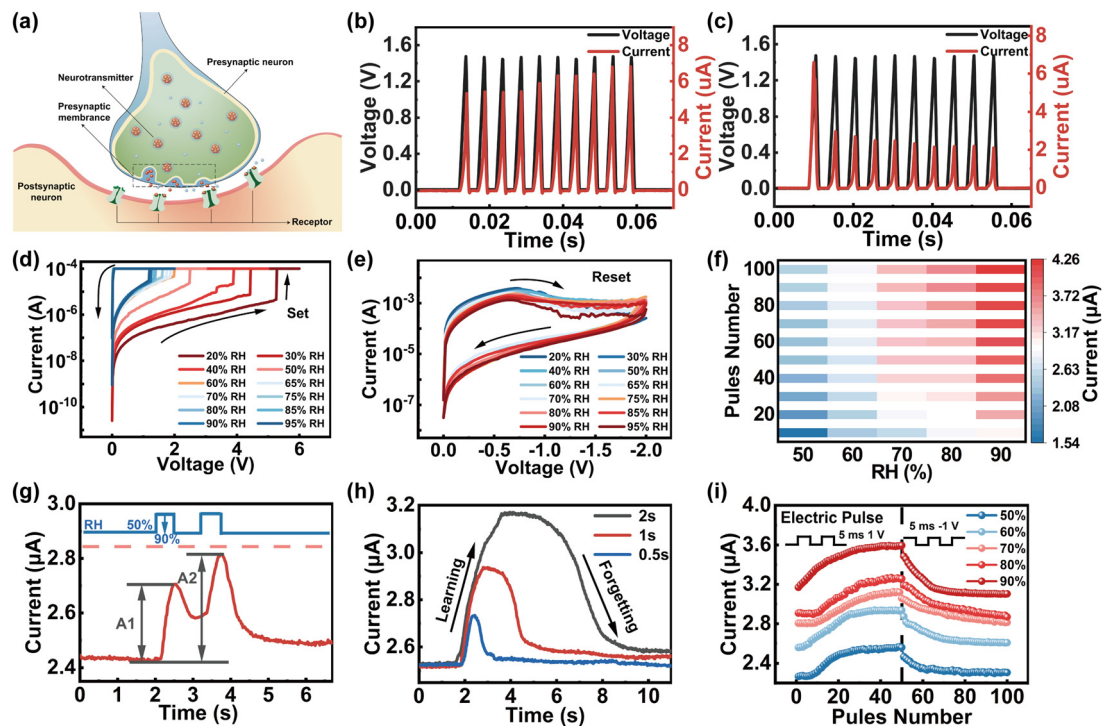 (a)
Neurotransmitter
Presynaptic neuron
Presynaptic
membrance
Postsynaptic
neuron
Receptor
(b)
Voltage
Current
Voltage (V)
1.6
1.2
0.8
0.4
0.0
Current (uA)
8
6
4
2
0
0.00 0.02 0.04 0.06
Time (s)
(c)
Voltage
Current
Voltage (V)
1.6
1.2
0.8
0.4
0.0
Current (uA)
8
6
4
2
0
0.00 0.02 0.04 0.06
Time (s)
(d)
Current (A)
10⁻⁴
10⁻⁶
10⁻⁸
10⁻¹⁰
Set
20% RH 30% RH
40% RH 50% RH
60% RH 65% RH
70% RH 75% RH
80% RH 85% RH
90% RH 95% RH
0 2 4 6
Voltage (V)
(e)
Current (A)
10⁻³
10⁻⁵
10⁻⁷
Reset
20% RH 30% RH
40% RH 50% RH
60% RH 65% RH
70% RH 75% RH
80% RH 85% RH
90% RH 95% RH
0.0 -0.5 -1.0 -1.5 -2.0
Voltage (V)
(f)
Pules Number
100
80
60
40
20
50 60 70 80 90
RH (%)
4.26
3.72
3.17
2.63
2.08
1.54
Current (μA)
(g)
Current (μA)
3.0
2.8
2.6
2.4
RH
50%
90%
A1
A2
0 1 2 3 4 5 6
Time (s)
(h)
Current (μA)
3.2
3.0
2.8
2.6
2.4
Learning
Forgetting
2s
1s
0.5s
0 2 4 6 8 10
Time (s)
(i)
Current (μA)
3.6
3.2
2.8
2.4
Electric Pulse
5 ms 1 V
5 ms -1 V
50%
60%
70%
80%
90%
0 20 40 60 80 100
Pules Number